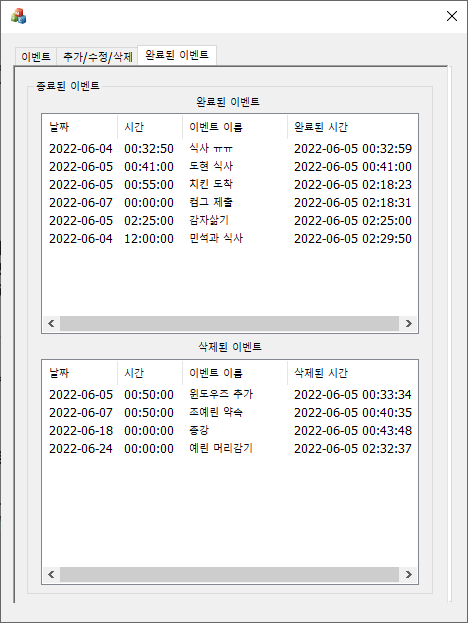 이벤트 추가/수정/삭제 완료된 이벤트
종료된 이벤트
완료된 이벤트
날짜 시간 이벤트 이름 완료된 시간
2022-06-04 00:32:50 식사 ㅠㅠ 2022-06-05 00:32:59
2022-06-05 00:41:00 도현 식사 2022-06-05 00:41:00
2022-06-05 00:55:00 치킨 도착 2022-06-05 02:18:23
2022-06-07 00:00:00 컴그 제출 2022-06-05 02:18:31
2022-06-05 02:25:00 감자삶기 2022-06-05 02:25:00
2022-06-04 12:00:00 민석과 식사 2022-06-05 02:29:50
삭제된 이벤트
날짜 시간 이벤트 이름 삭제된 시간
2022-06-05 00:50:00 윈도우즈 추가 2022-06-05 00:33:34
2022-06-07 00:50:00 조예린 약속 2022-06-05 00:40:35
2022-06-18 00:00:00 종강 2022-06-05 00:43:48
2022-06-24 00:00:00 예린 머리감기 2022-06-05 02:32:37